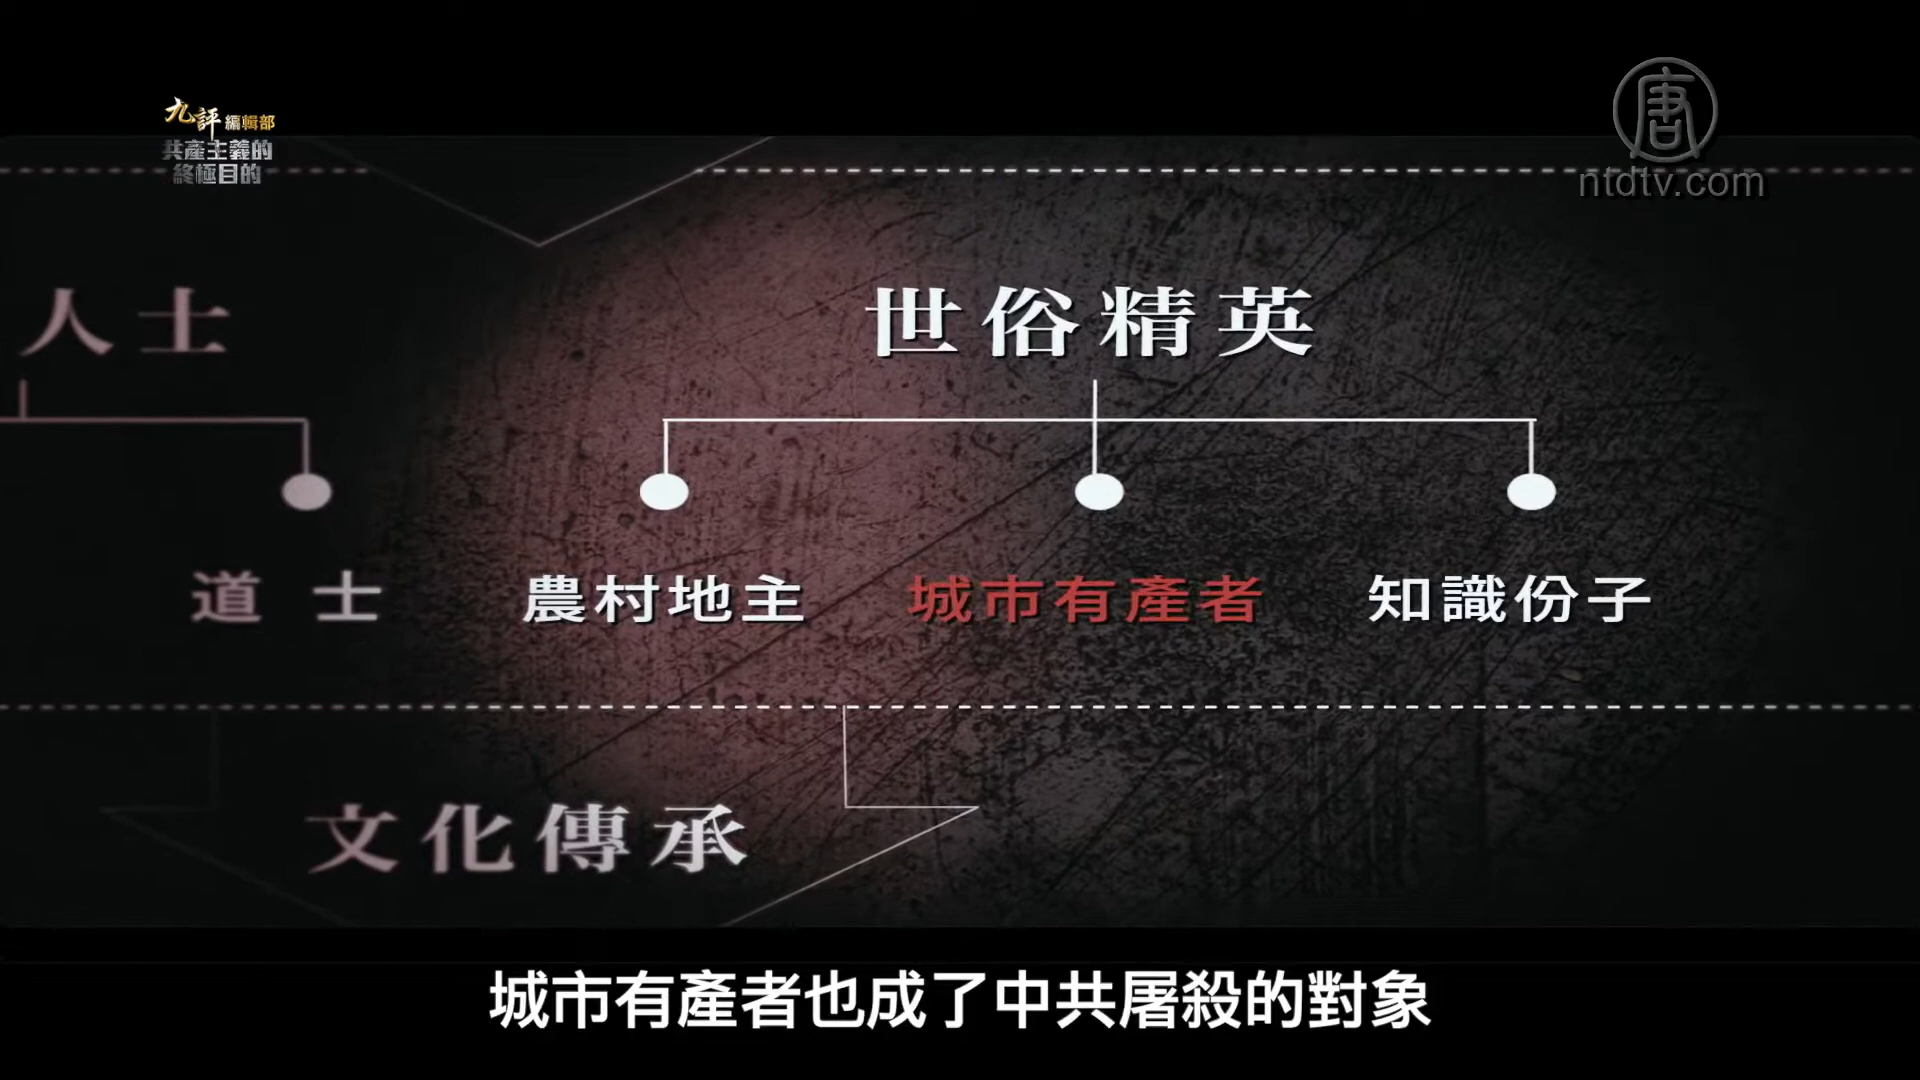 九評編輯部
共產主義的
終極目的
唐
ntdtv.com
人士
世俗精英
道士
農村地主
城市有產者
知識份子
文化傳承
城市有產者也成了中共屠殺的對象